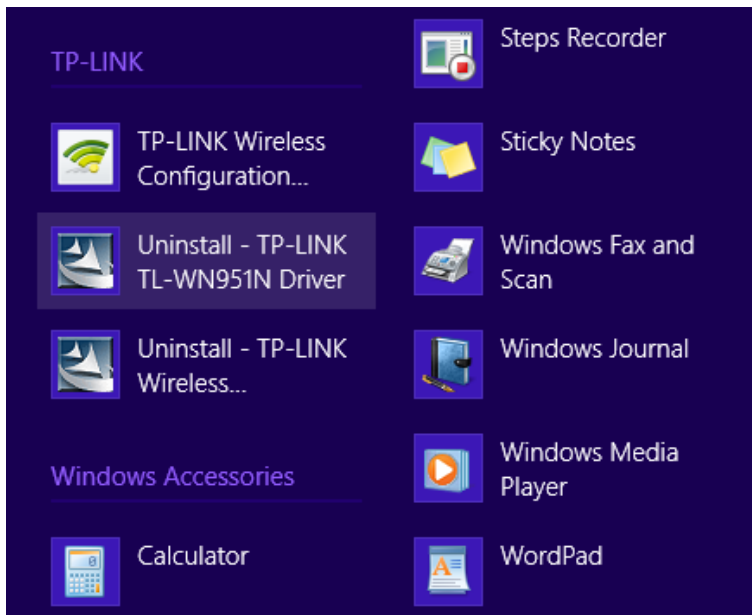 TP-LINK
TP-LINK Wireless
Configuration...
Uninstall - TP-LINK
TL-WN951N Driver
Uninstall - TP-LINK
Wireless...
Windows Accessories
Calculator
Steps Recorder
Sticky Notes
Windows Fax and
Scan
Windows Journal
Windows Media
Player
WordPad